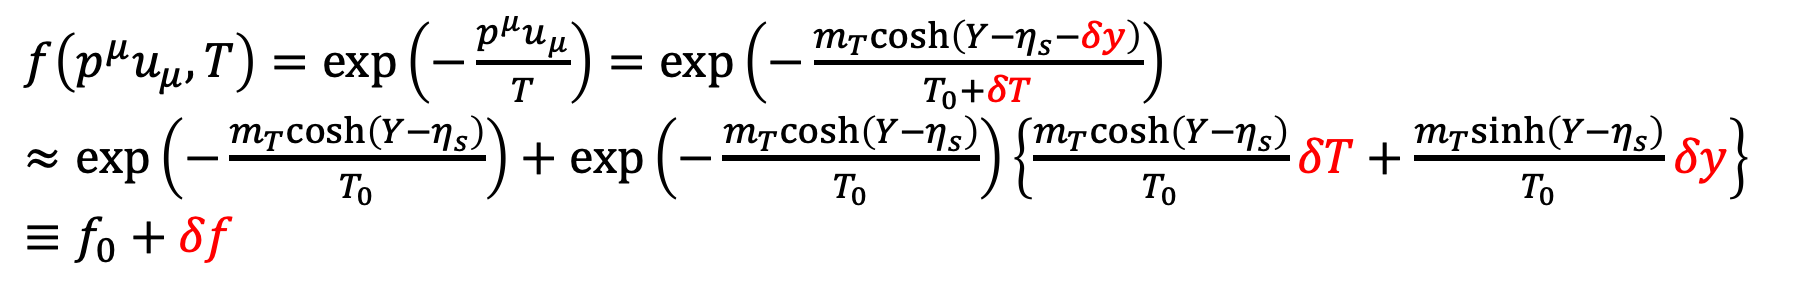 f(p^μ u_μ, T) = exp(−p^μ u_μ / T) = exp(−m_T cosh(Y−η_s−δy) / (T_0+δT))
≈ exp(−m_T cosh(Y−η_s) / T_0) + exp(−m_T cosh(Y−η_s) / T_0) {m_T cosh(Y−η_s) / T_0 δT + m_T sinh(Y−η_s) / T_0 δy}
≡ f_0 + δf